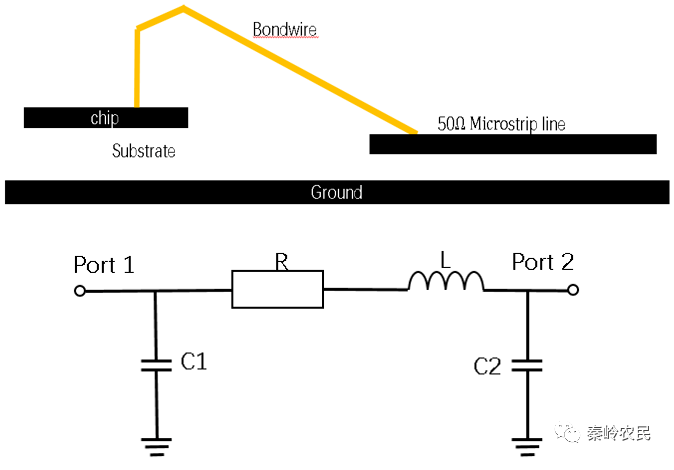 Bondwire
chip
50Ω Microstrip line
Substrate
Ground
Port 1
R
L
Port 2
C1
C2
秦岭农民